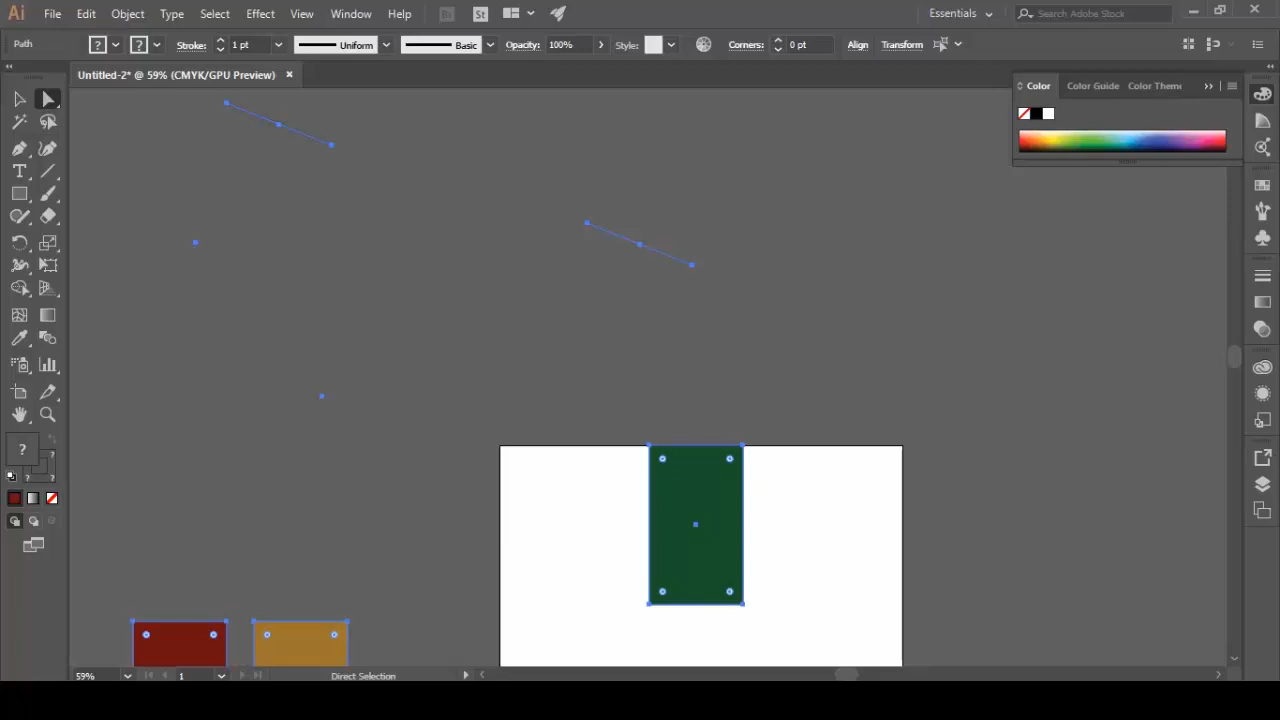 Ai File Edit Object Type Select Effect View Window Help Br St Essentials Search Adobe Stock
Path ? ? Stroke: 1 pt Uniform Basic Opacity: 100% Style: Corners: 0 pt Align Transform
Untitled-2* @ 59% (CMYK/GPU Preview)
Color Color Guide Color Theme
T
?
?
? ?
59% 1 Direct Selection